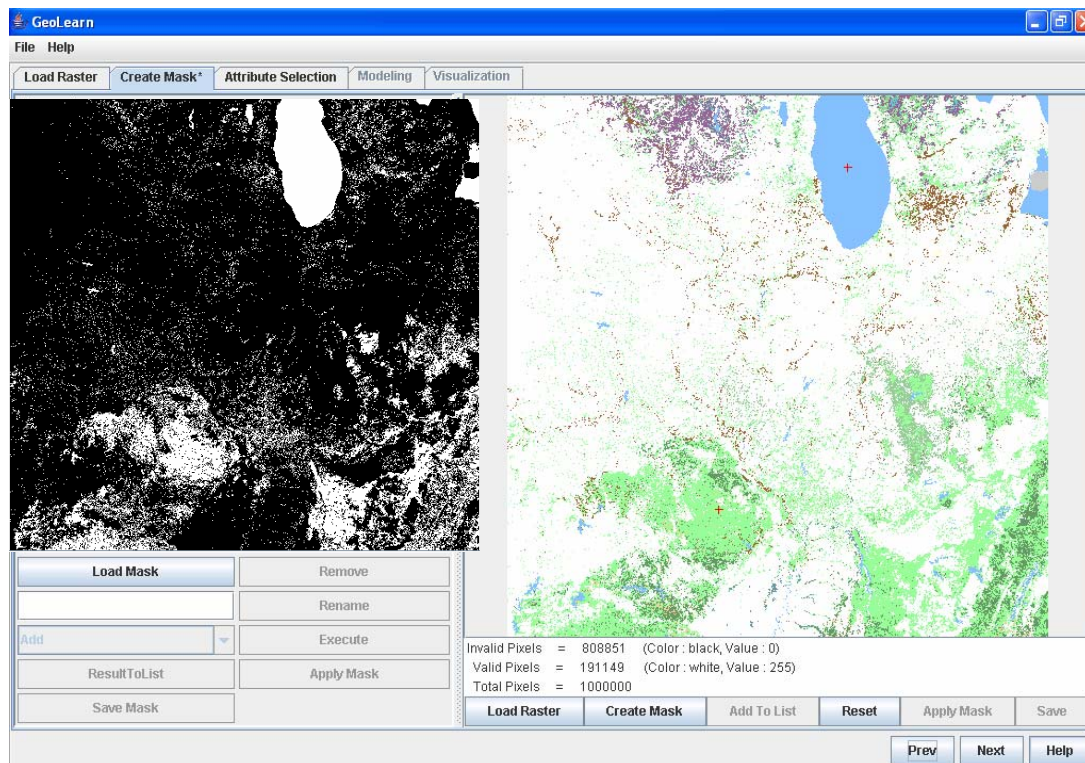 GeoLearn
File Help
Load Raster Create Mask* Attribute Selection Modeling Visualization
Load Mask Remove
Rename
Add Execute
ResultToList Apply Mask
Save Mask
Invalid Pixels = 808851 (Color : black, Value : 0)
Valid Pixels = 191149 (Color : white, Value : 255)
Total Pixels = 1000000
Load Raster Create Mask Add To List Reset Apply Mask Save
Prev Next Help